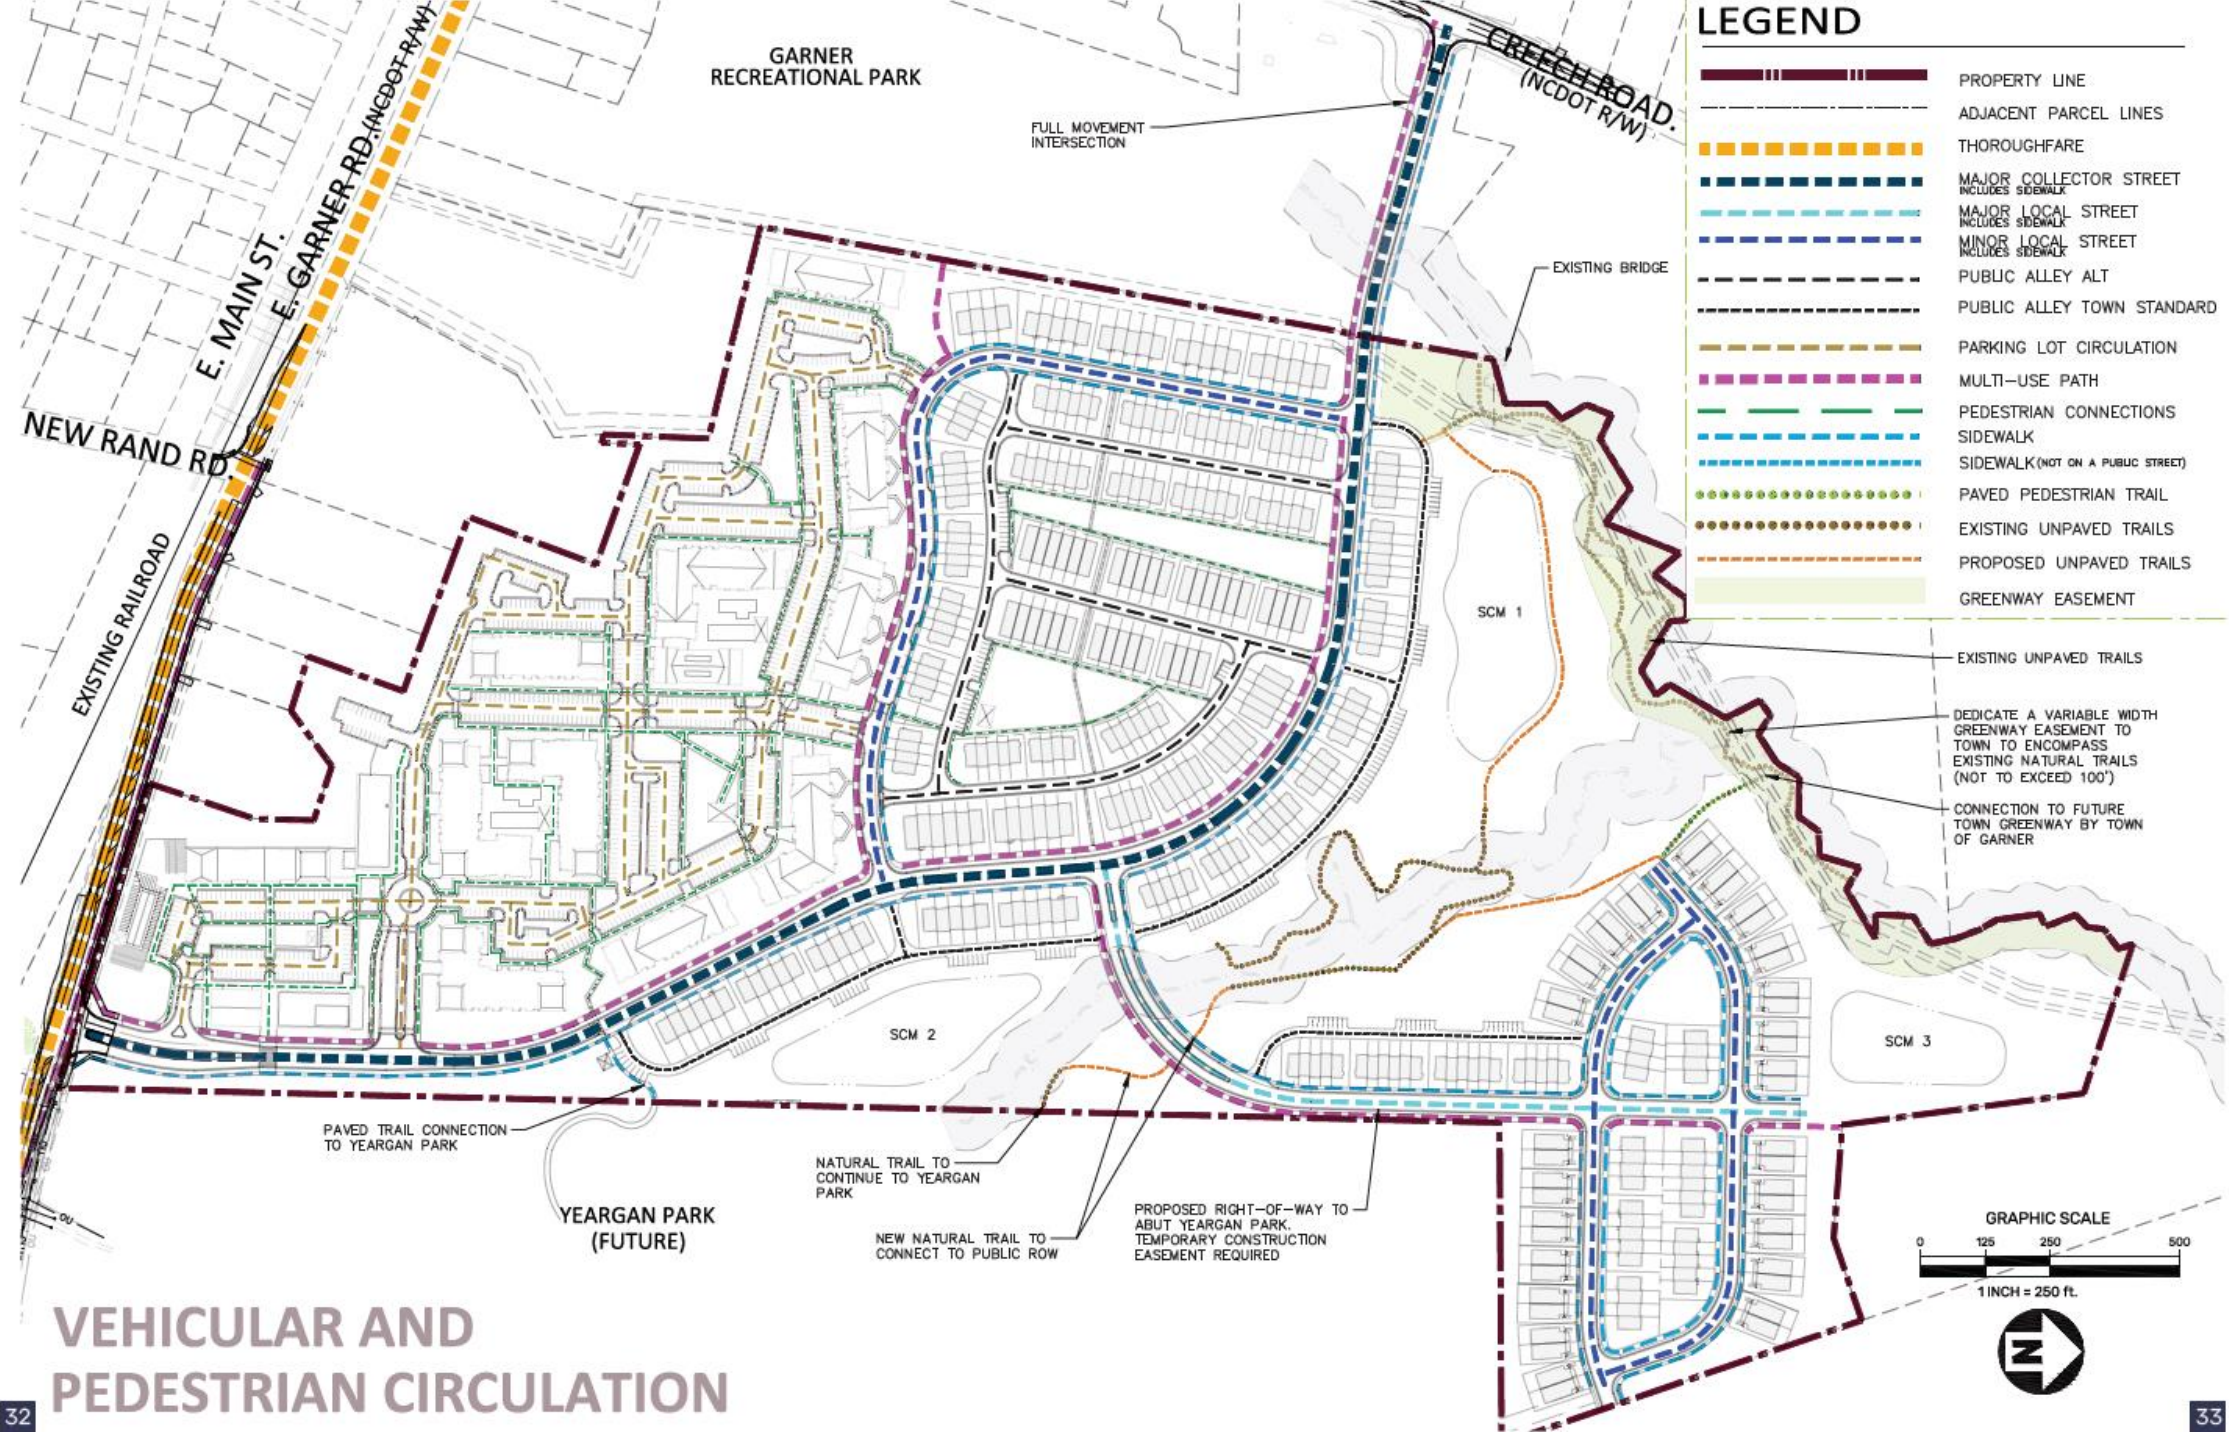 GARNER
RECREATIONAL PARK
FULL MOVEMENT
INTERSECTION
CREECH ROAD.
(NCDOT R/W)
EXISTING BRIDGE
E. MAIN ST.
E. GARNER RD.(NCDOT R/W)
NEW RAND RD.
EXISTING RAILROAD
LEGEND
PROPERTY LINE
ADJACENT PARCEL LINES
THOROUGHFARE
MAJOR COLLECTOR STREET
INCLUDES SIDEWALK
MAJOR LOCAL STREET
INCLUDES SIDEWALK
MINOR LOCAL STREET
INCLUDES SIDEWALK
PUBLIC ALLEY ALT
PUBLIC ALLEY TOWN STANDARD
PARKING LOT CIRCULATION
MULTI-USE PATH
PEDESTRIAN CONNECTIONS
SIDEWALK
SIDEWALK (NOT ON A PUBLIC STREET)
PAVED PEDESTRIAN TRAIL
EXISTING UNPAVED TRAILS
PROPOSED UNPAVED TRAILS
GREENWAY EASEMENT
SCM 1
EXISTING UNPAVED TRAILS
DEDICATE A VARIABLE WIDTH
GREENWAY EASEMENT TO
TOWN TO ENCOMPASS
EXISTING NATURAL TRAILS
(NOT TO EXCEED 100')
CONNECTION TO FUTURE
TOWN GREENWAY BY TOWN
OF GARNER
SCM 2
SCM 3
PAVED TRAIL CONNECTION
TO YEARGAN PARK
NATURAL TRAIL TO
CONTINUE TO YEARGAN
PARK
YEARGAN PARK
(FUTURE)
NEW NATURAL TRAIL TO
CONNECT TO PUBLIC ROW
PROPOSED RIGHT-OF-WAY TO
ABUT YEARGAN PARK.
TEMPORARY CONSTRUCTION
EASEMENT REQUIRED
GRAPHIC SCALE
0 125 250 500
1 INCH = 250 ft.
N
OU
VEHICULAR AND
PEDESTRIAN CIRCULATION
32
33